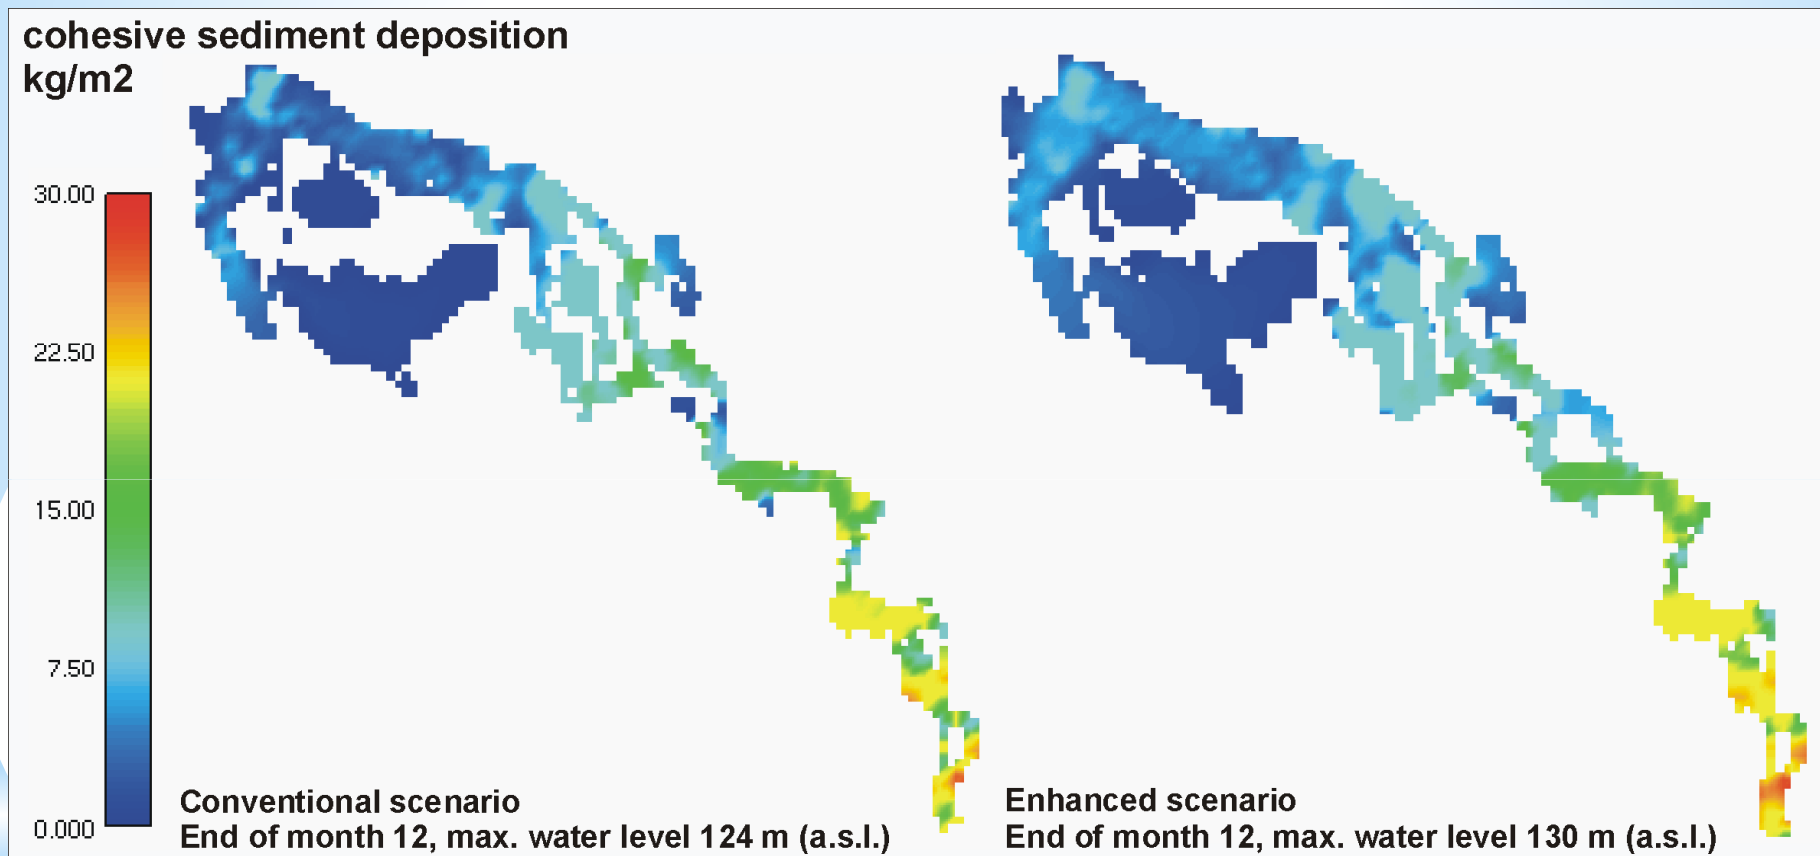 cohesive sediment deposition
kg/m2
30.00
22.50
15.00
7.50
0.000
Conventional scenario
End of month 12, max. water level 124 m (a.s.l.)
Enhanced scenario
End of month 12, max. water level 130 m (a.s.l.)